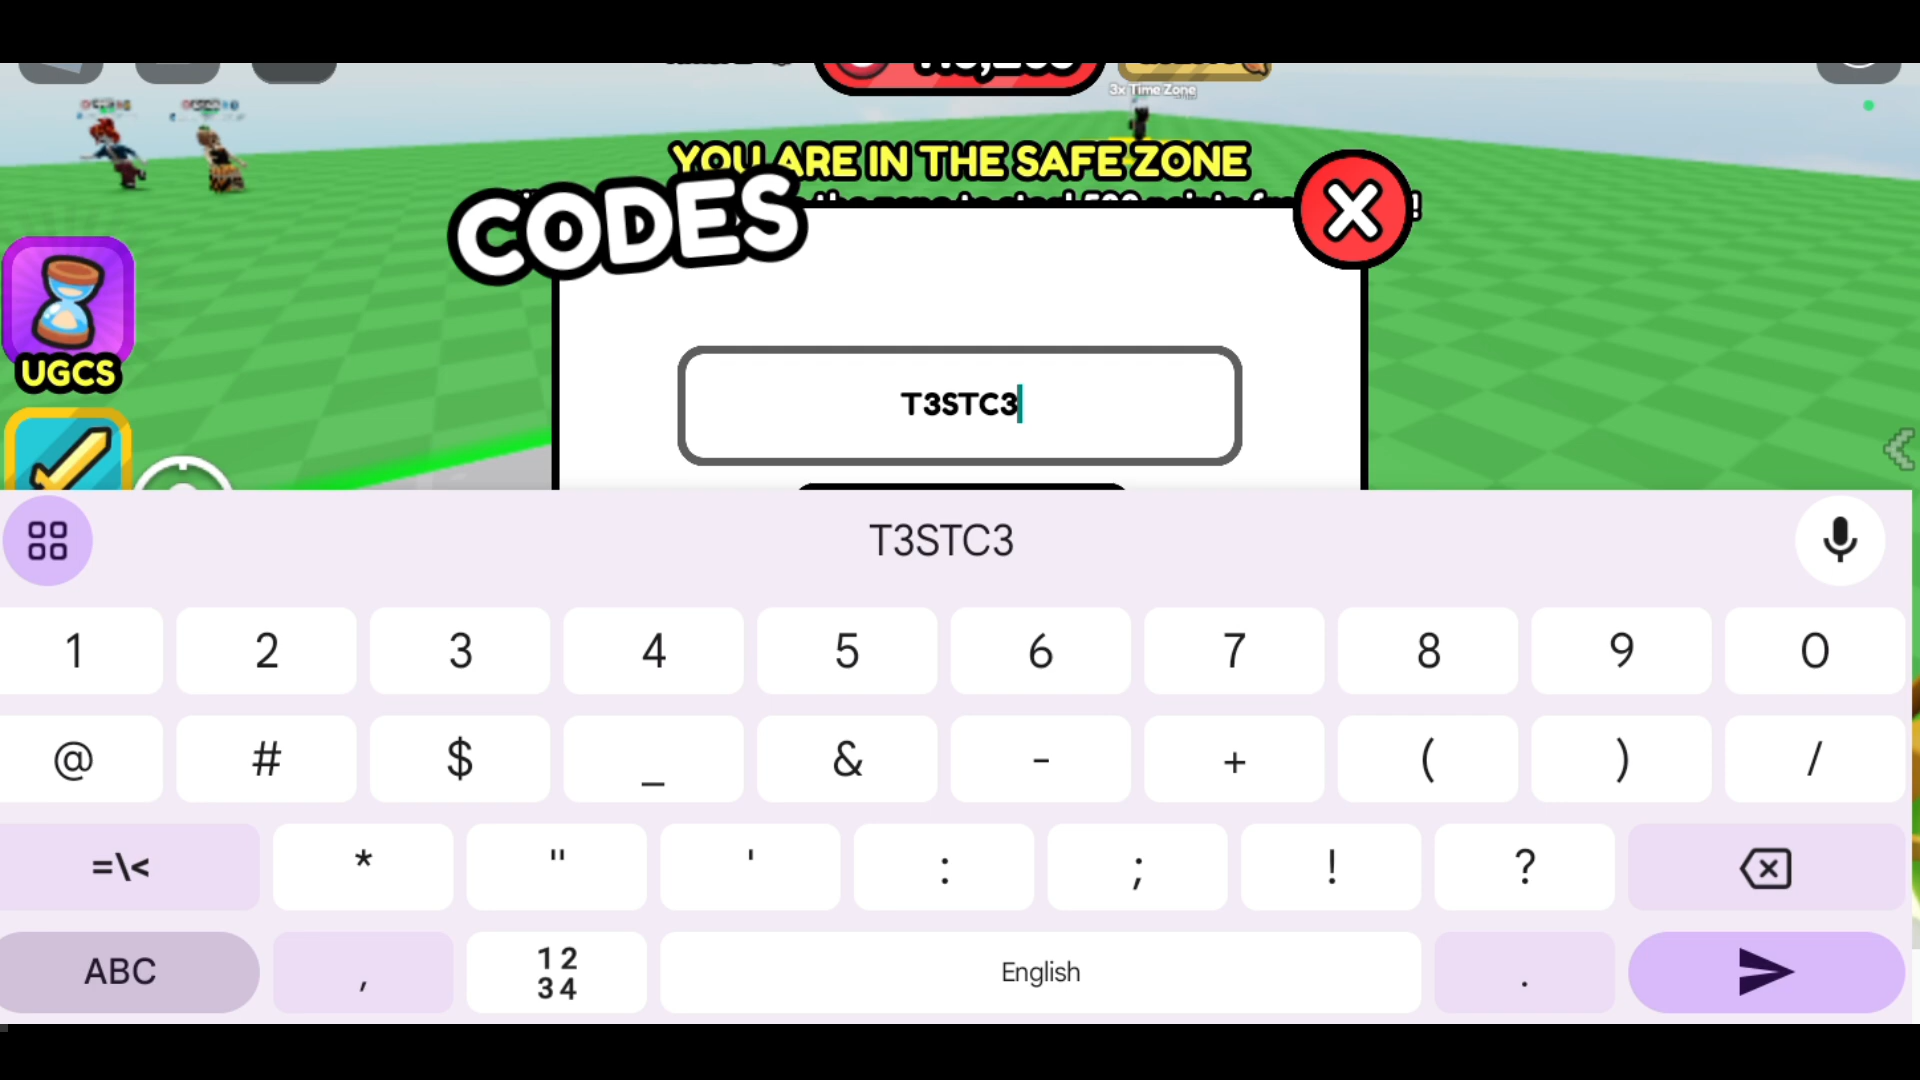 3x Time Zone
YOU ARE IN THE SAFE ZONE
CODES
UGCS
T3STC3
T3STC3
1 2 3 4 5 6 7 8 9 0
@ # $ _ & - + ( ) /
=\< * " ' : ; ! ?
ABC , 12 34 English .